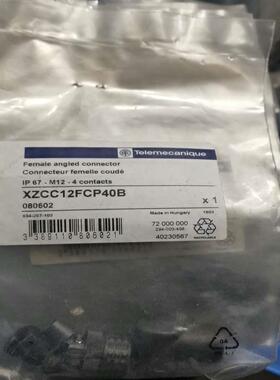 Telemecanique
Female angled connector
Connecteur femelle coudé
IP 67 - M12 - 4 contacts
XZCC12FCP40B
080602
x 1
Made in Hungary
72 000 000
40230567